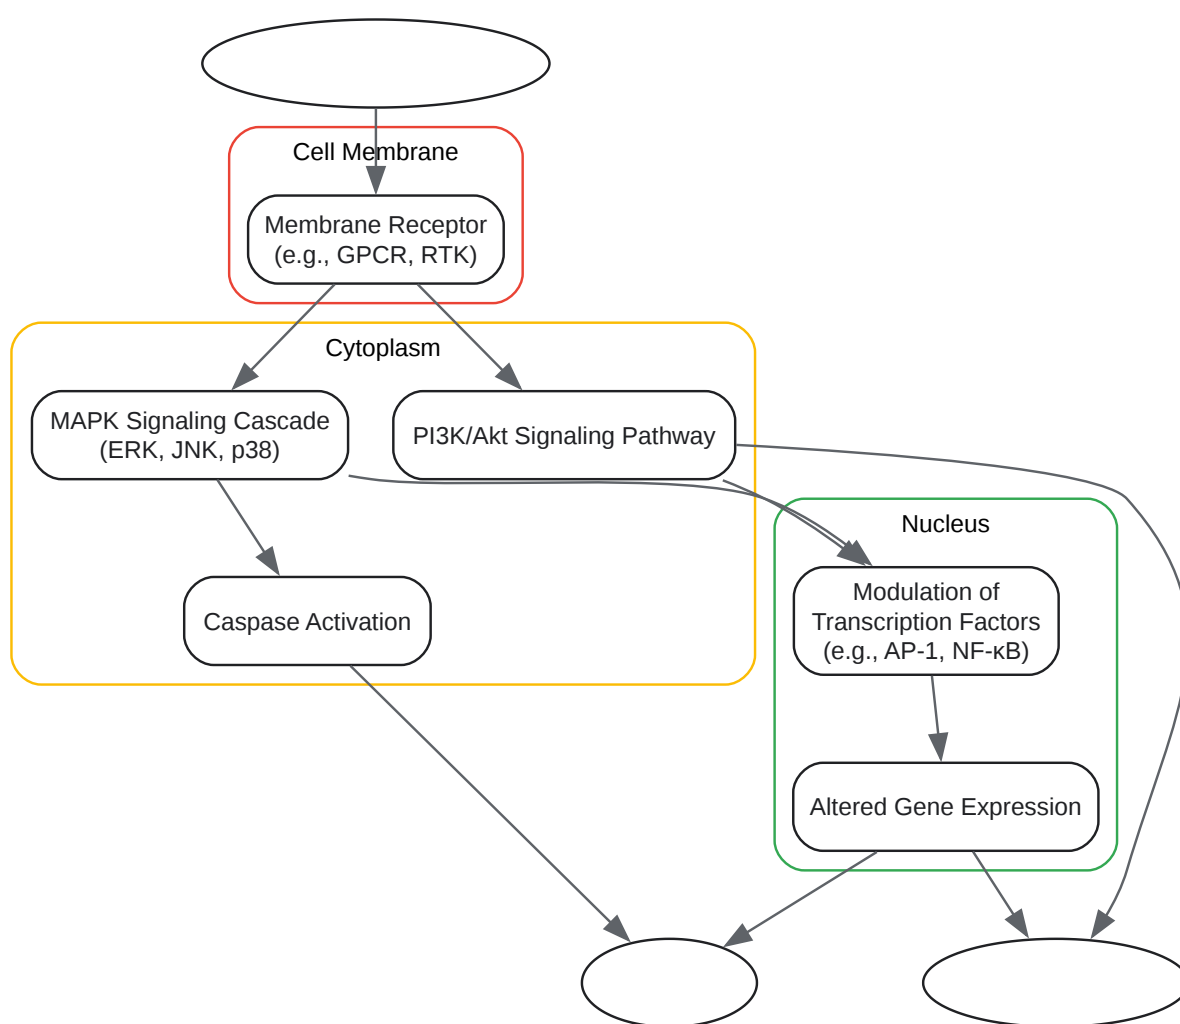 Cell Membrane
Membrane Receptor
(e.g., GPCR, RTK)
Cytoplasm
MAPK Signaling Cascade
(ERK, JNK, p38)
PI3K/Akt Signaling Pathway
Nucleus
Modulation of
Transcription Factors
(e.g., AP-1, NF-κB)
Caspase Activation
Altered Gene Expression